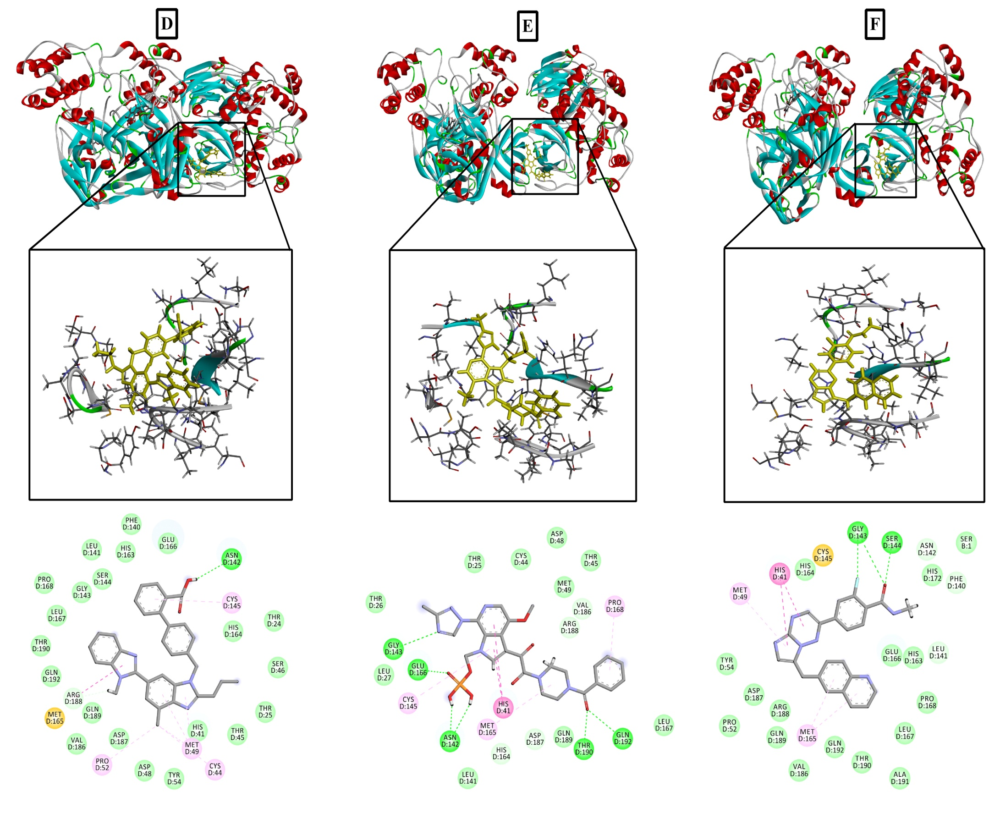 D
E
F
PHE
D:140
GLU
D:166
LEU
D:141
HIS
D:163
ASN
D:142
SER
D:144
PRO
D:168
GLY
D:143
CYS
D:145
LEU
D:167
THR
D:24
HIS
D:164
THR
D:190
SER
D:46
GLN
D:192
ARG
D:188
GLN
D:189
THR
D:25
MET
D:165
HIS
D:41
THR
D:45
ASP
D:187
VAL
D:186
MET
D:49
PRO
D:52
ASP
D:48
CYS
D:44
TYR
D:54
ASP
D:48
THR
D:25
CYS
D:44
THR
D:45
MET
D:49
THR
D:26
VAL
D:186
PRO
D:168
ARG
D:188
GLY
D:143
GLU
D:166
LEU
D:27
CYS
D:145
HIS
D:41
MET
D:165
LEU
D:167
ASN
D:142
ASP
D:187
GLN
D:189
GLN
D:192
THR
D:190
HIS
D:164
LEU
D:141
GLY
D:143
SER
D:144
SER
B:1
CYS
D:145
ASN
D:142
HIS
D:41
HIS
D:164
HIS
D:172
PHE
D:140
MET
D:49
GLU
D:166
HIS
D:163
LEU
D:141
TYR
D:54
ASP
D:187
PRO
D:168
ARG
D:188
PRO
D:52
GLN
D:189
MET
D:165
LEU
D:167
GLN
D:192
THR
D:190
VAL
D:186
ALA
D:191